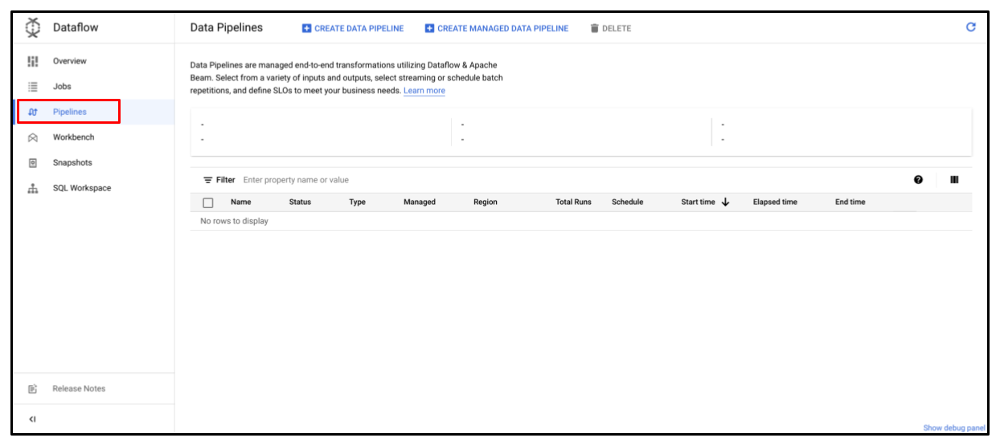 Dataflow
Data Pipelines
CREATE DATA PIPELINE
CREATE MANAGED DATA PIPELINE
DELETE
Overview
Jobs
Pipelines
Workbench
Snapshots
SQL Workspace
Data Pipelines are managed end-to-end transformations utilizing Dataflow & Apache
Beam. Select from a variety of inputs and outputs, select streaming or schedule batch
repetitions, and define SLOs to meet your business needs. Learn more
- - -
- - -
Filter Enter property name or value
Name Status Type Managed Region Total Runs Schedule Start time Elapsed time End time
No rows to display
Release Notes
Show debug panel